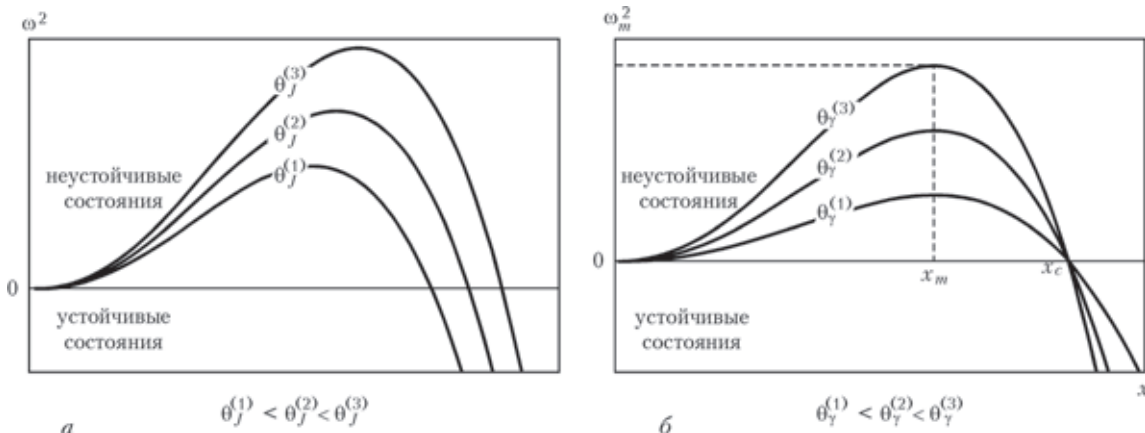 ω²
θ_J^(3)
θ_J^(2)
θ_J^(1)
неустойчивые
состояния
0
устойчивые
состояния
θ_J^(1) < θ_J^(2) < θ_J^(3)
а
ω_m^2
θ_γ^(3)
θ_γ^(2)
θ_γ^(1)
неустойчивые
состояния
0
x_m
x_c
устойчивые
состояния
x
θ_γ^(1) < θ_γ^(2) < θ_γ^(3)
б